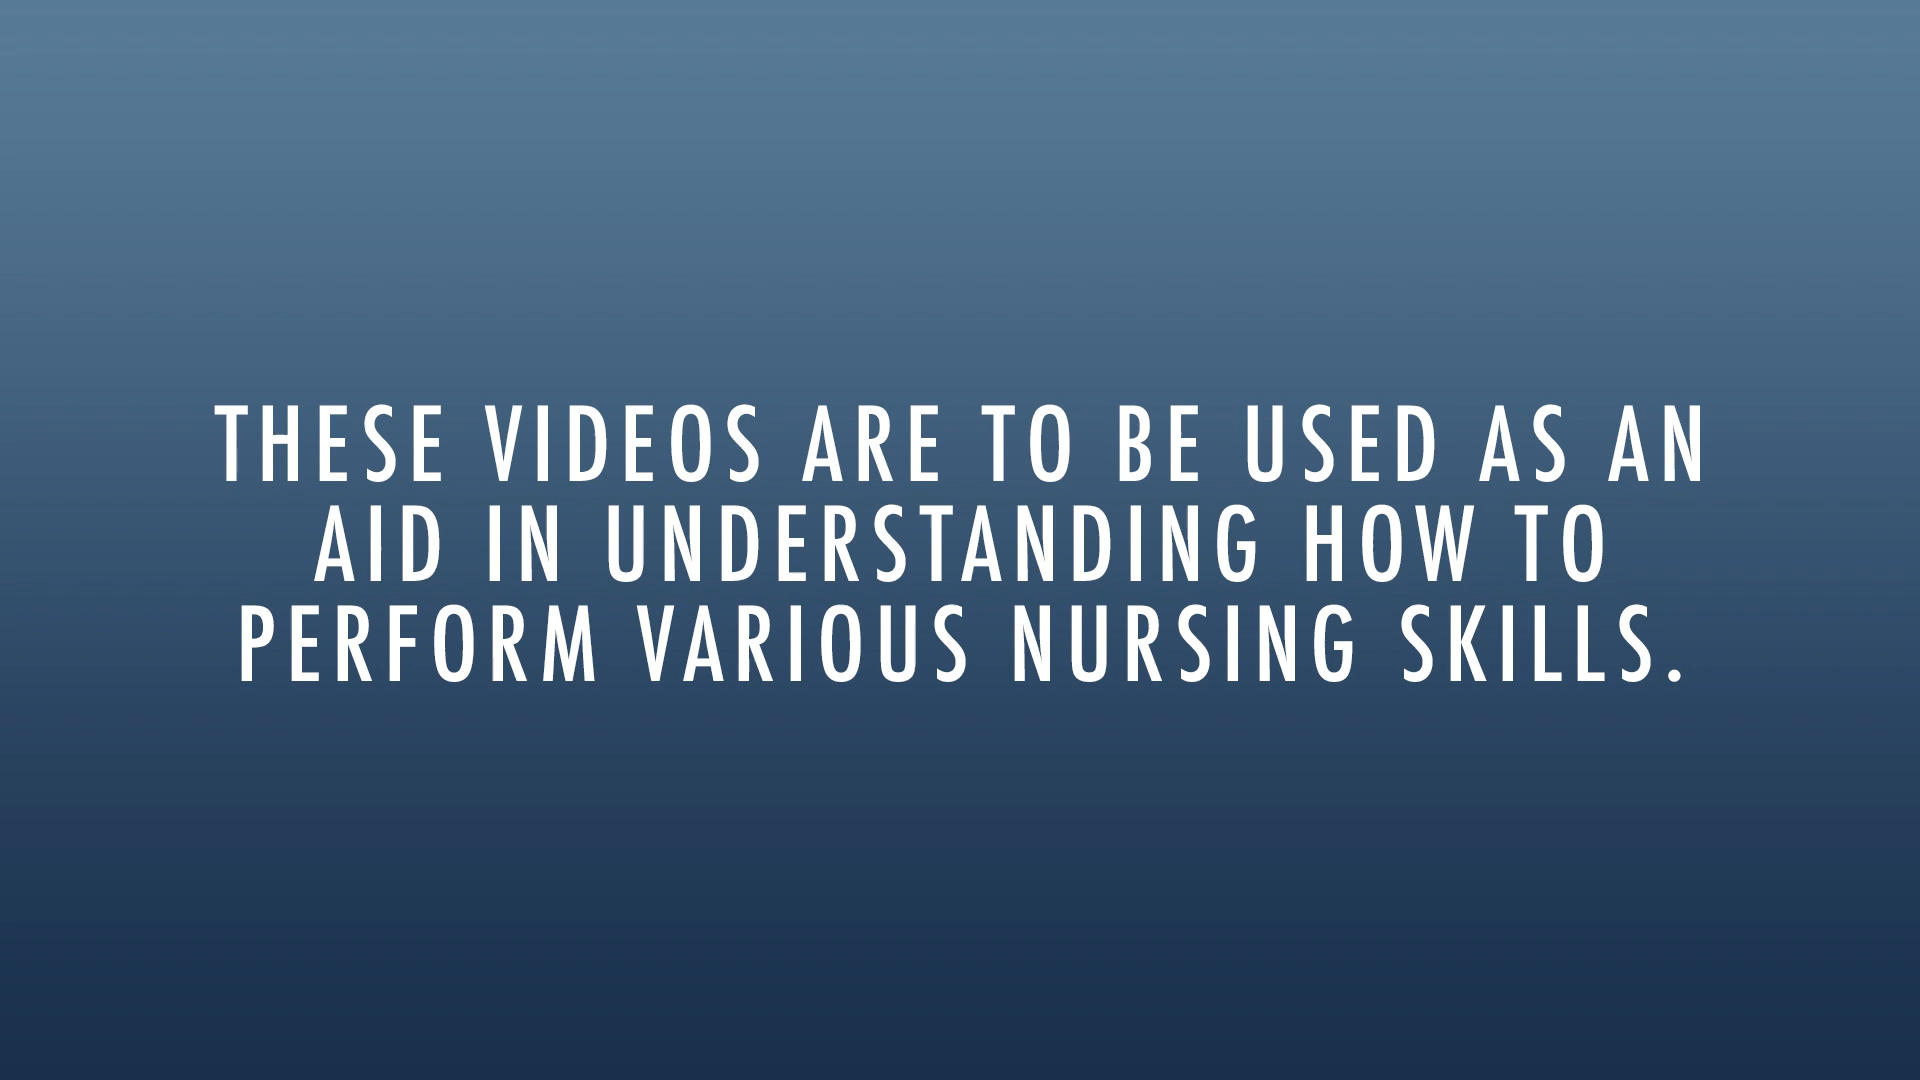 THESE VIDEOS ARE TO BE USED AS AN
AID IN UNDERSTANDING HOW TO
PERFORM VARIOUS NURSING SKILLS.